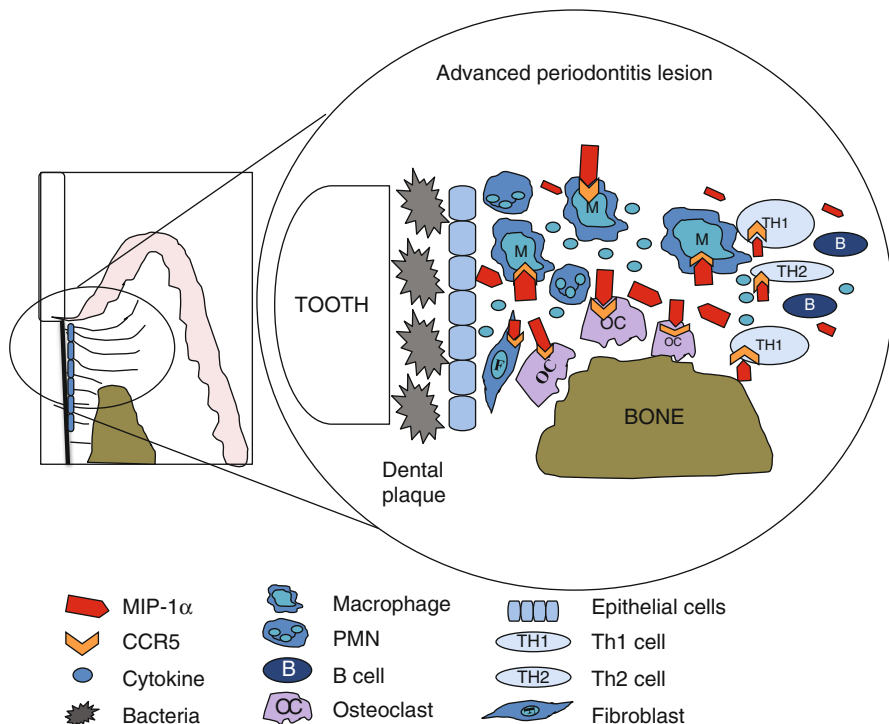 Advanced periodontitis lesion
M
TH1
M
M
B
TH2
TOOTH
B
OC
OC
TH1
F
OC
BONE
Dental
plaque
MIP-1α
Macrophage
Epithelial cells
CCR5
PMN
TH1
Th1 cell
Cytokine
B
B cell
TH2
Th2 cell
Bacteria
OC
Osteoclast
F
Fibroblast